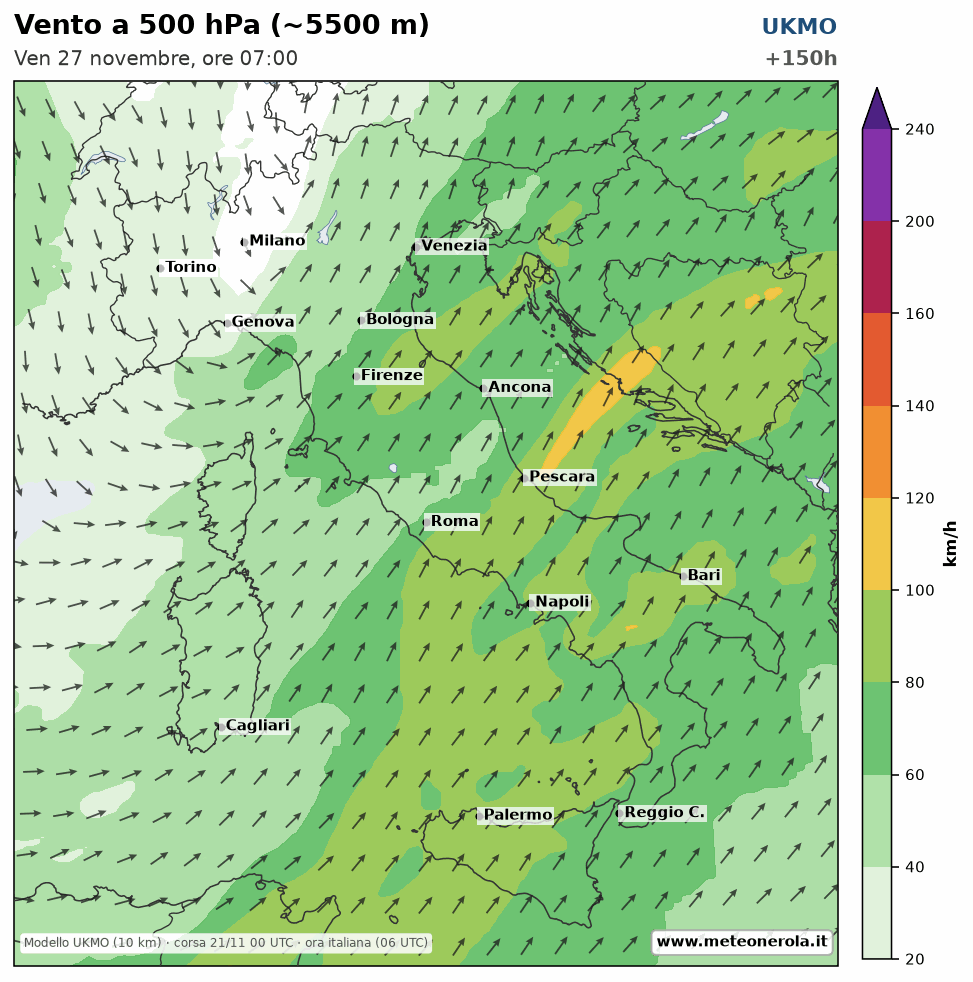 Vento a 500 hPa (~5500 m)
UKMO
Ven 27 novembre, ore 07:00
+150h
240
200
160
140
120
100
80
60
40
20
km/h
Milano
Venezia
Torino
Genova
Bologna
Firenze
Ancona
Pescara
Roma
Bari
Napoli
Cagliari
Palermo
Reggio C.
Modello UKMO (10 km) · corsa 21/11 00 UTC · ora italiana (06 UTC)
www.meteonerola.it